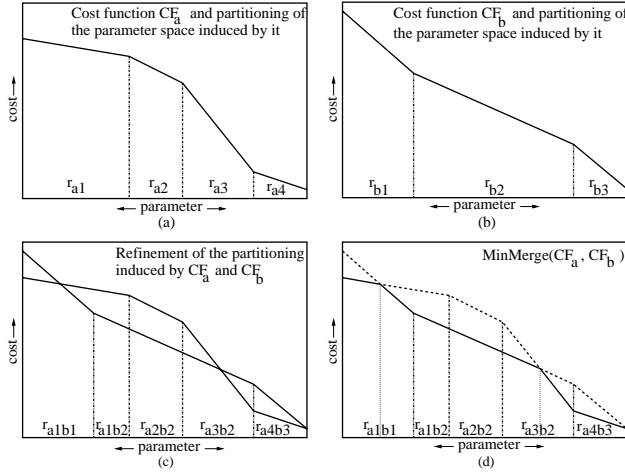 Cost function CFa and partitioning of
the parameter space induced by it
cost
ra1 ra2 ra3 ra4
parameter
(a)
Cost function CFb and partitioning of
the parameter space induced by it
cost
rb1 rb2 rb3
parameter
(b)
Refinement of the partitioning
induced by CFa and CFb
cost
ra1b1 ra1b2 ra2b2 ra3b2 ra4b3
parameter
(c)
MinMerge(CFa, CFb)
cost
ra1b1 ra1b2 ra2b2 ra3b2 ra4b3
parameter
(d)